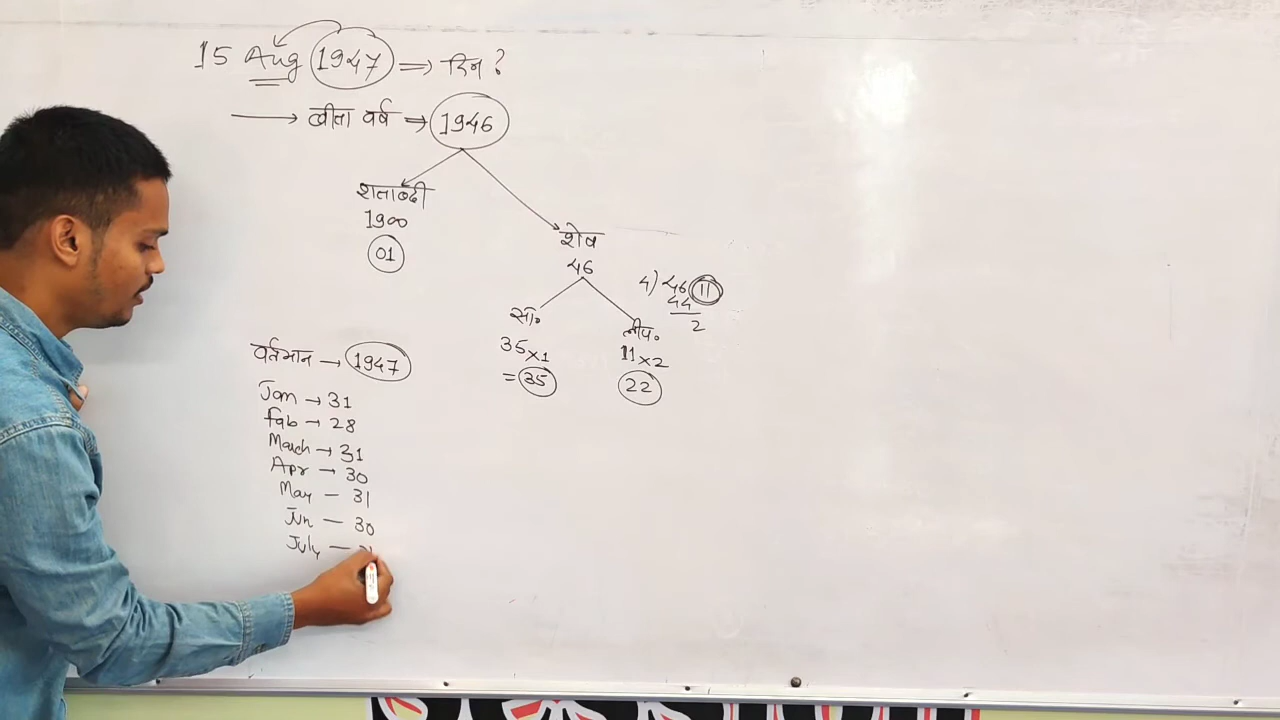 15 Aug 1947 ⇒ दिन ?
→ बीता वर्ष ⇒ 1946
शताब्दी
1900
01
शेष
46
4) 46 11
44
2
सा॰
35×1
= 35
लीप॰
11×2
22
वर्तमान → 1947
Jan → 31
Feb → 28
March → 31
Apr → 30
May – 31
Jun – 30
July –